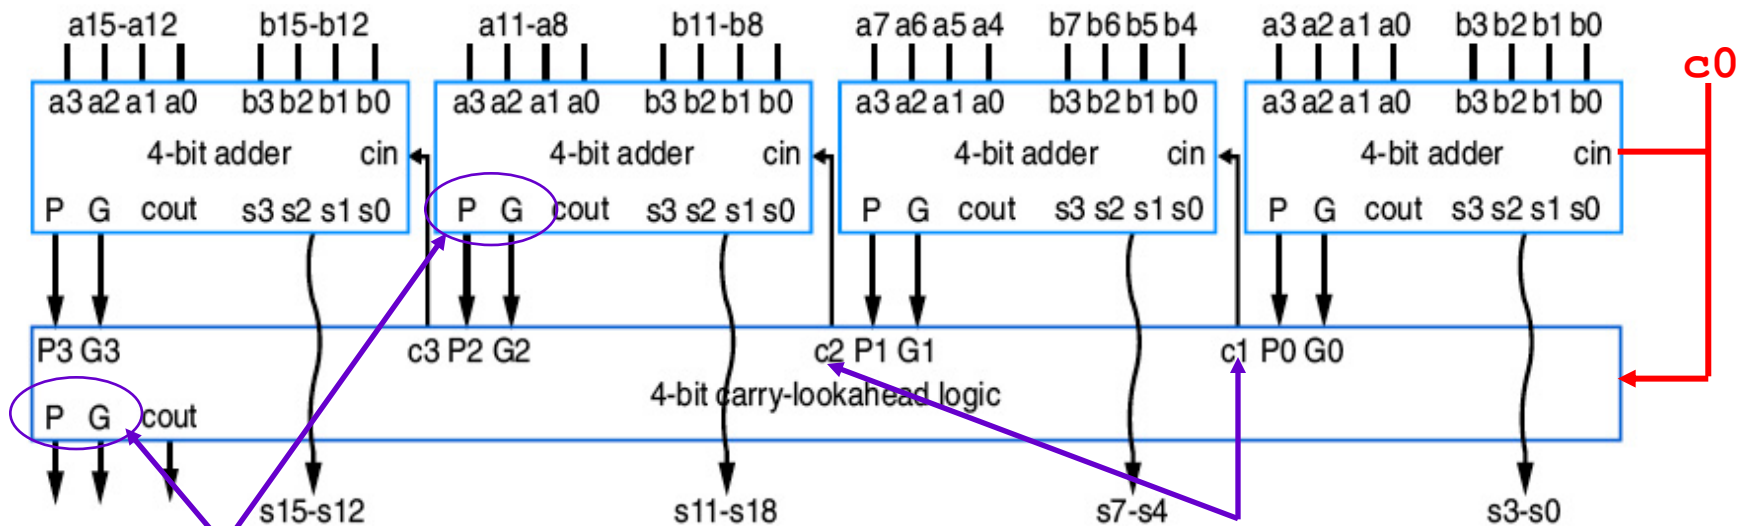 a15-a12 b15-b12 a11-a8 b11-b8 a7 a6 a5 a4 b7 b6 b5 b4 a3 a2 a1 a0 b3 b2 b1 b0
c0
a3 a2 a1 a0 b3 b2 b1 b0 a3 a2 a1 a0 b3 b2 b1 b0 a3 a2 a1 a0 b3 b2 b1 b0 a3 a2 a1 a0 b3 b2 b1 b0
4-bit adder cin 4-bit adder cin 4-bit adder cin 4-bit adder cin
P G cout s3 s2 s1 s0 P G cout s3 s2 s1 s0 P G cout s3 s2 s1 s0 P G cout s3 s2 s1 s0
P3 G3 c3 P2 G2 c2 P1 G1 c1 P0 G0
4-bit carry-lookahead logic
P G cout
s15-s12 s11-s18 s7-s4 s3-s0